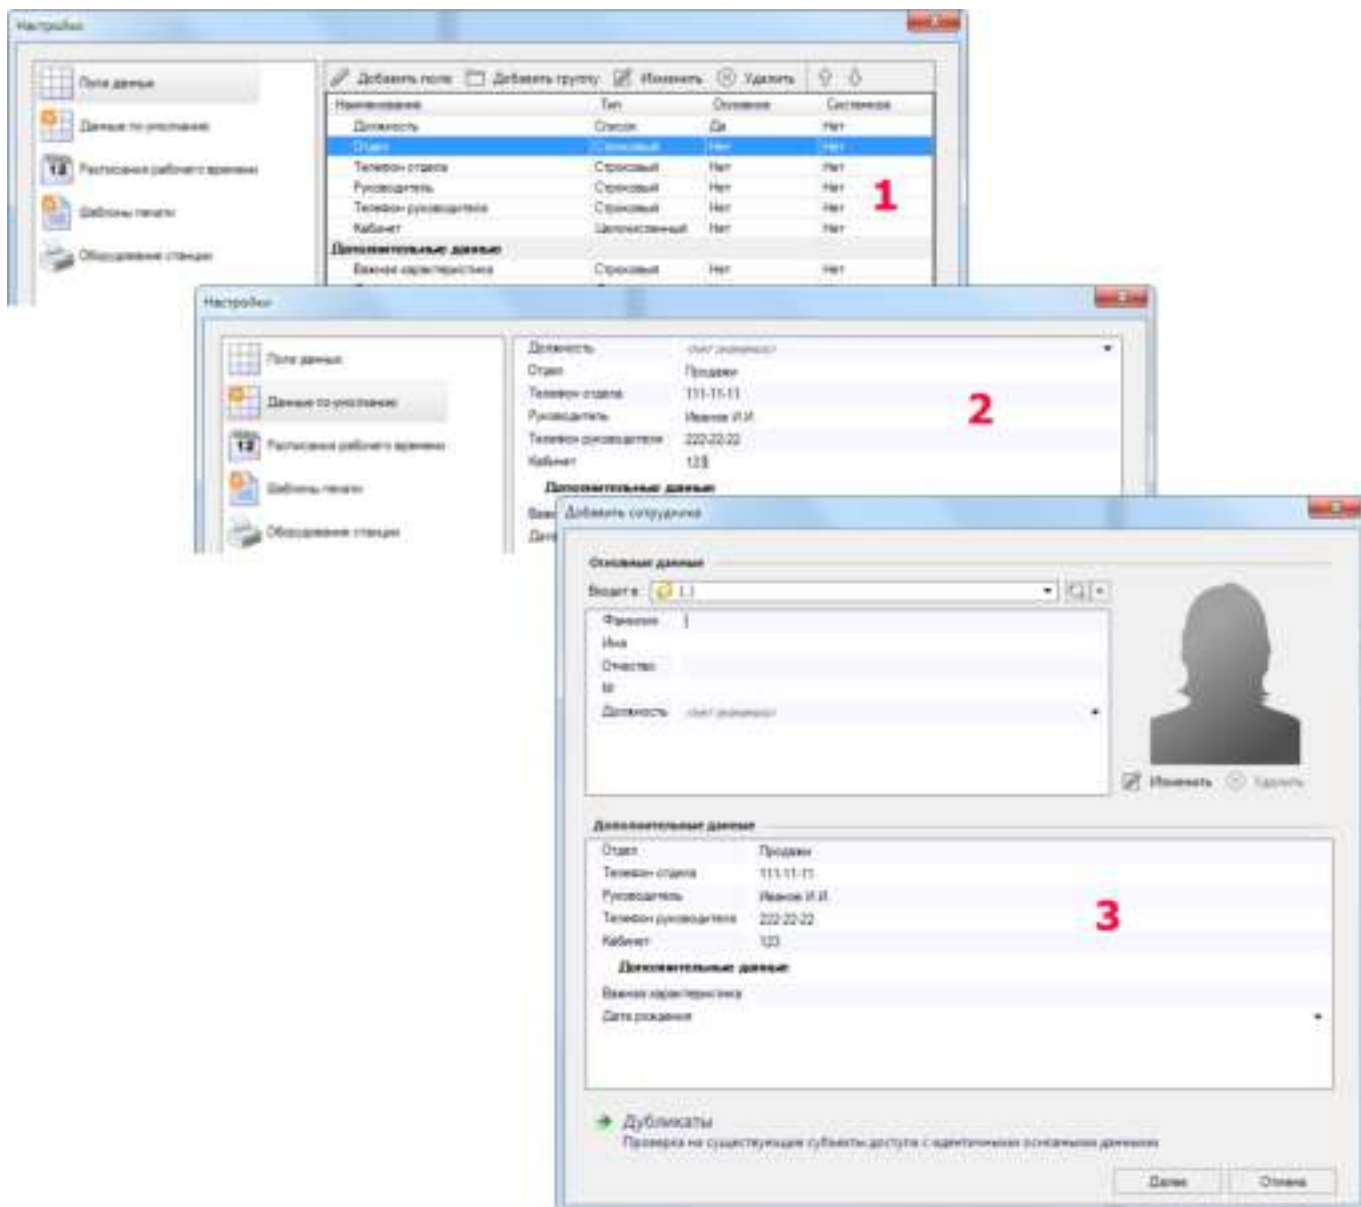 Настройки
Поля данных
Данные по умолчанию
Расписания рабочего времени
Шаблоны печати
Оборудование станции
Добавить поле Добавить группу Изменить Удалить
Наименование Тип Основное Системное
Должность Список Да Нет
Отдел Строковый Нет Нет
Телефон отдела Строковый Нет Нет
Руководитель Строковый Нет Нет
Телефон руководителя Строковый Нет Нет
Кабинет Целочисленный Нет Нет
Дополнительные данные
Важная характеристика Строковый Нет Нет
1
Настройки
Поля данных
Данные по умолчанию
Расписания рабочего времени
Шаблоны печати
Оборудование станции
Должность <нет значения>
Отдел Продажи
Телефон отдела 111-11-11
Руководитель Иванов И.И.
Телефон руководителя 222-22-22
Кабинет 123
Дополнительные данные
2
Добавить сотрудника
Основные данные
Входит в: [..]
Фамилия
Имя
Отчество
№
Должность <нет значения>
Изменить Удалить
Дополнительные данные
Отдел Продажи
Телефон отдела 111-11-11
Руководитель Иванов И.И.
Телефон руководителя 222-22-22
Кабинет 123
Дополнительные данные
Важная характеристика
Дата рождения
3
Дубликаты
Проверка на существующие субъекты доступа с идентичными основными данными
Далее Отмена